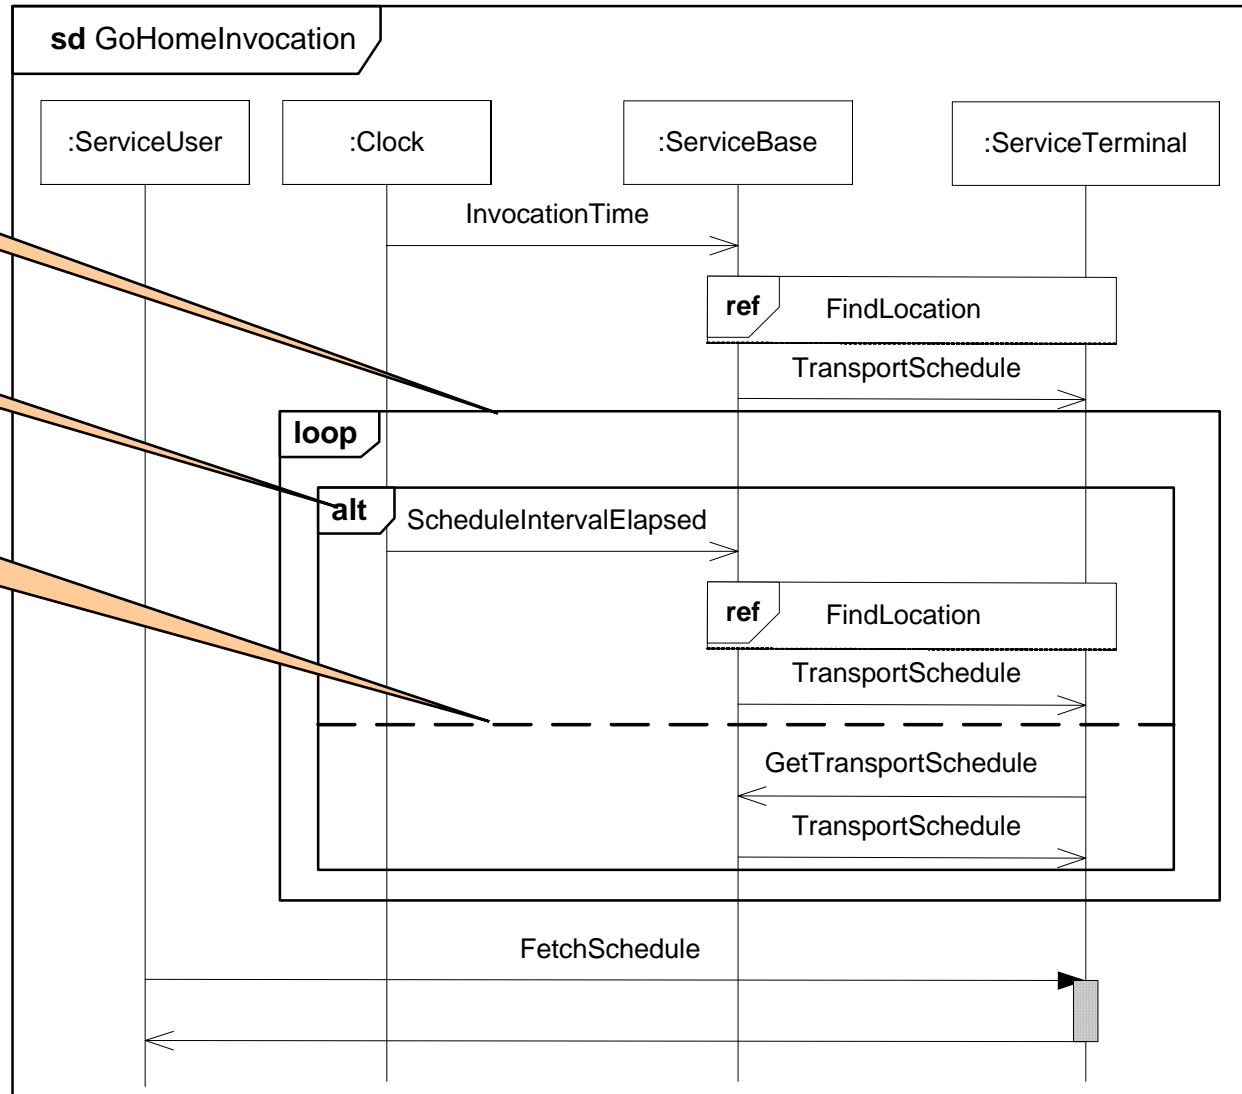 sd GoHomeInvocation
:ServiceUser
:Clock
:ServiceBase
:ServiceTerminal
InvocationTime
ref FindLocation
TransportSchedule
loop
alt
ScheduleIntervalElapsed
ref FindLocation
TransportSchedule
GetTransportSchedule
TransportSchedule
FetchSchedule